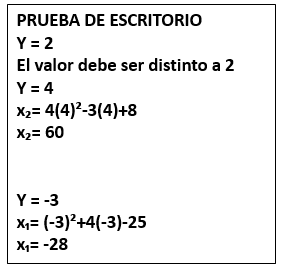 PRUEBA DE ESCRITORIO
Y = 2
El valor debe ser distinto a 2
Y = 4
x₂= 4(4)²-3(4)+8
x₂= 60
Y = -3
x₁= (-3)²+4(-3)-25
x₁= -28